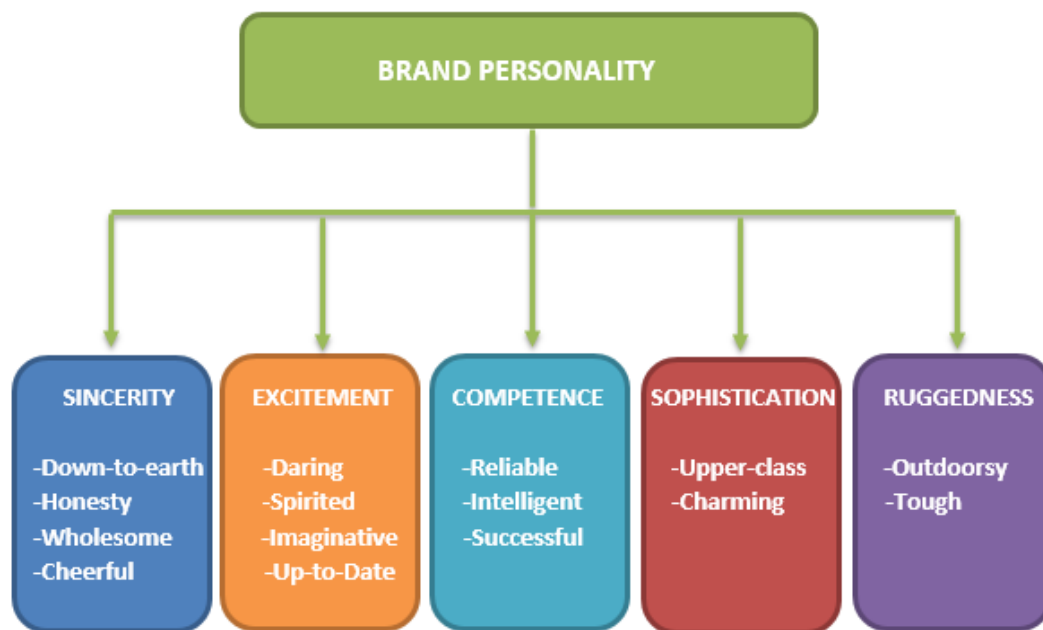 BRAND PERSONALITY
SINCERITY
-Down-to-earth
-Honesty
-Wholesome
-Cheerful
EXCITEMENT
-Daring
-Spirited
-Imaginative
-Up-to-Date
COMPETENCE
-Reliable
-Intelligent
-Successful
SOPHISTICATION
-Upper-class
-Charming
RUGGEDNESS
-Outdoorsy
-Tough